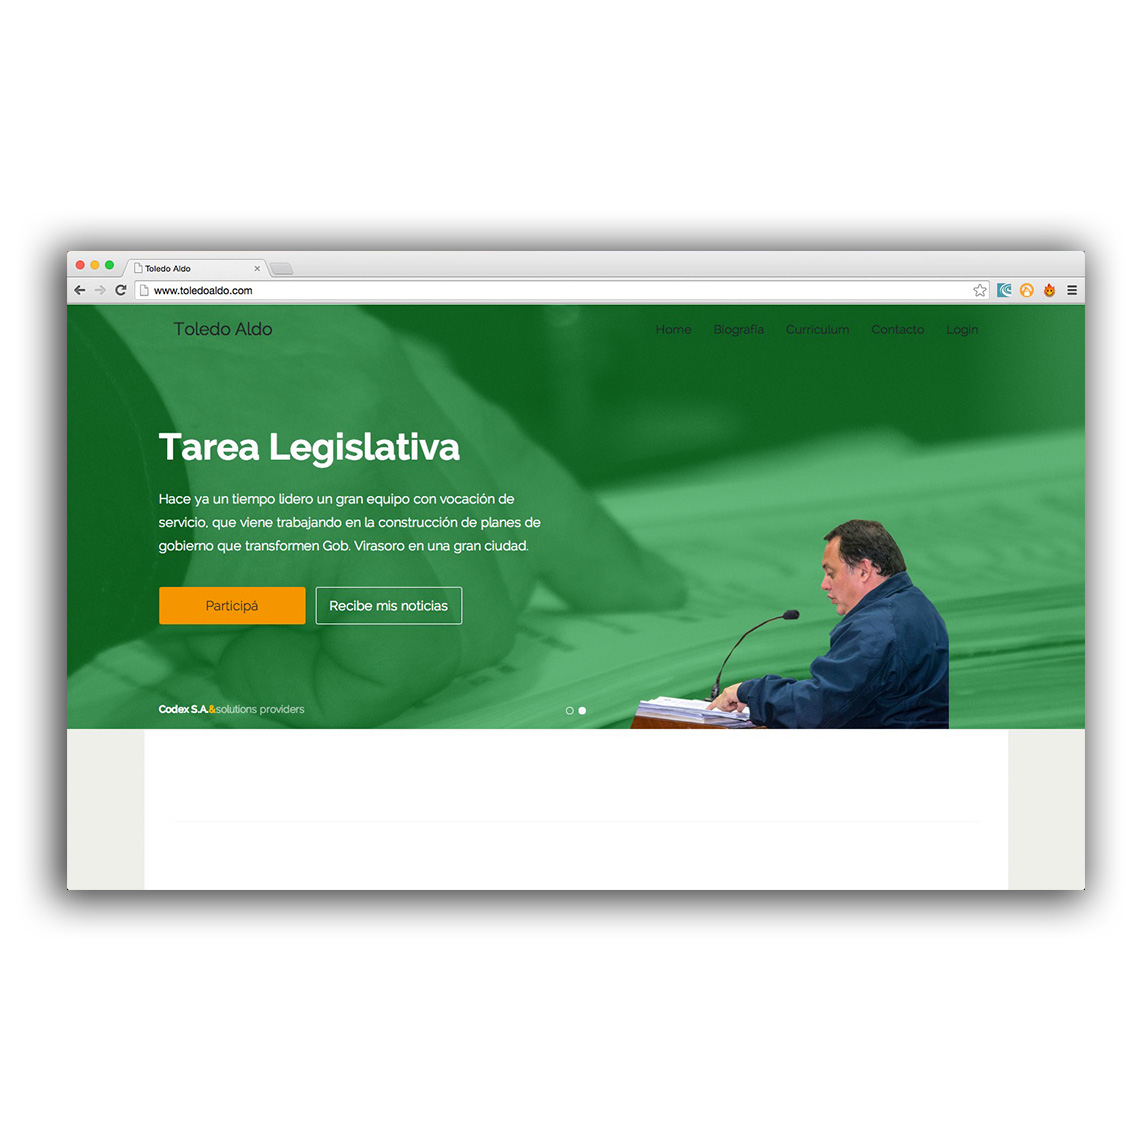 Toledo Aldo
www.toledoaldo.com
Toledo Aldo
Home Biografía Curriculum Contacto Login
Tarea Legislativa
Hace ya un tiempo lidero un gran equipo con vocación de
servicio, que viene trabajando en la construcción de planes de
gobierno que transformen Gob. Virasoro en una gran ciudad.
Participá Recibe mis noticias
Codex S.A.&solutions providers